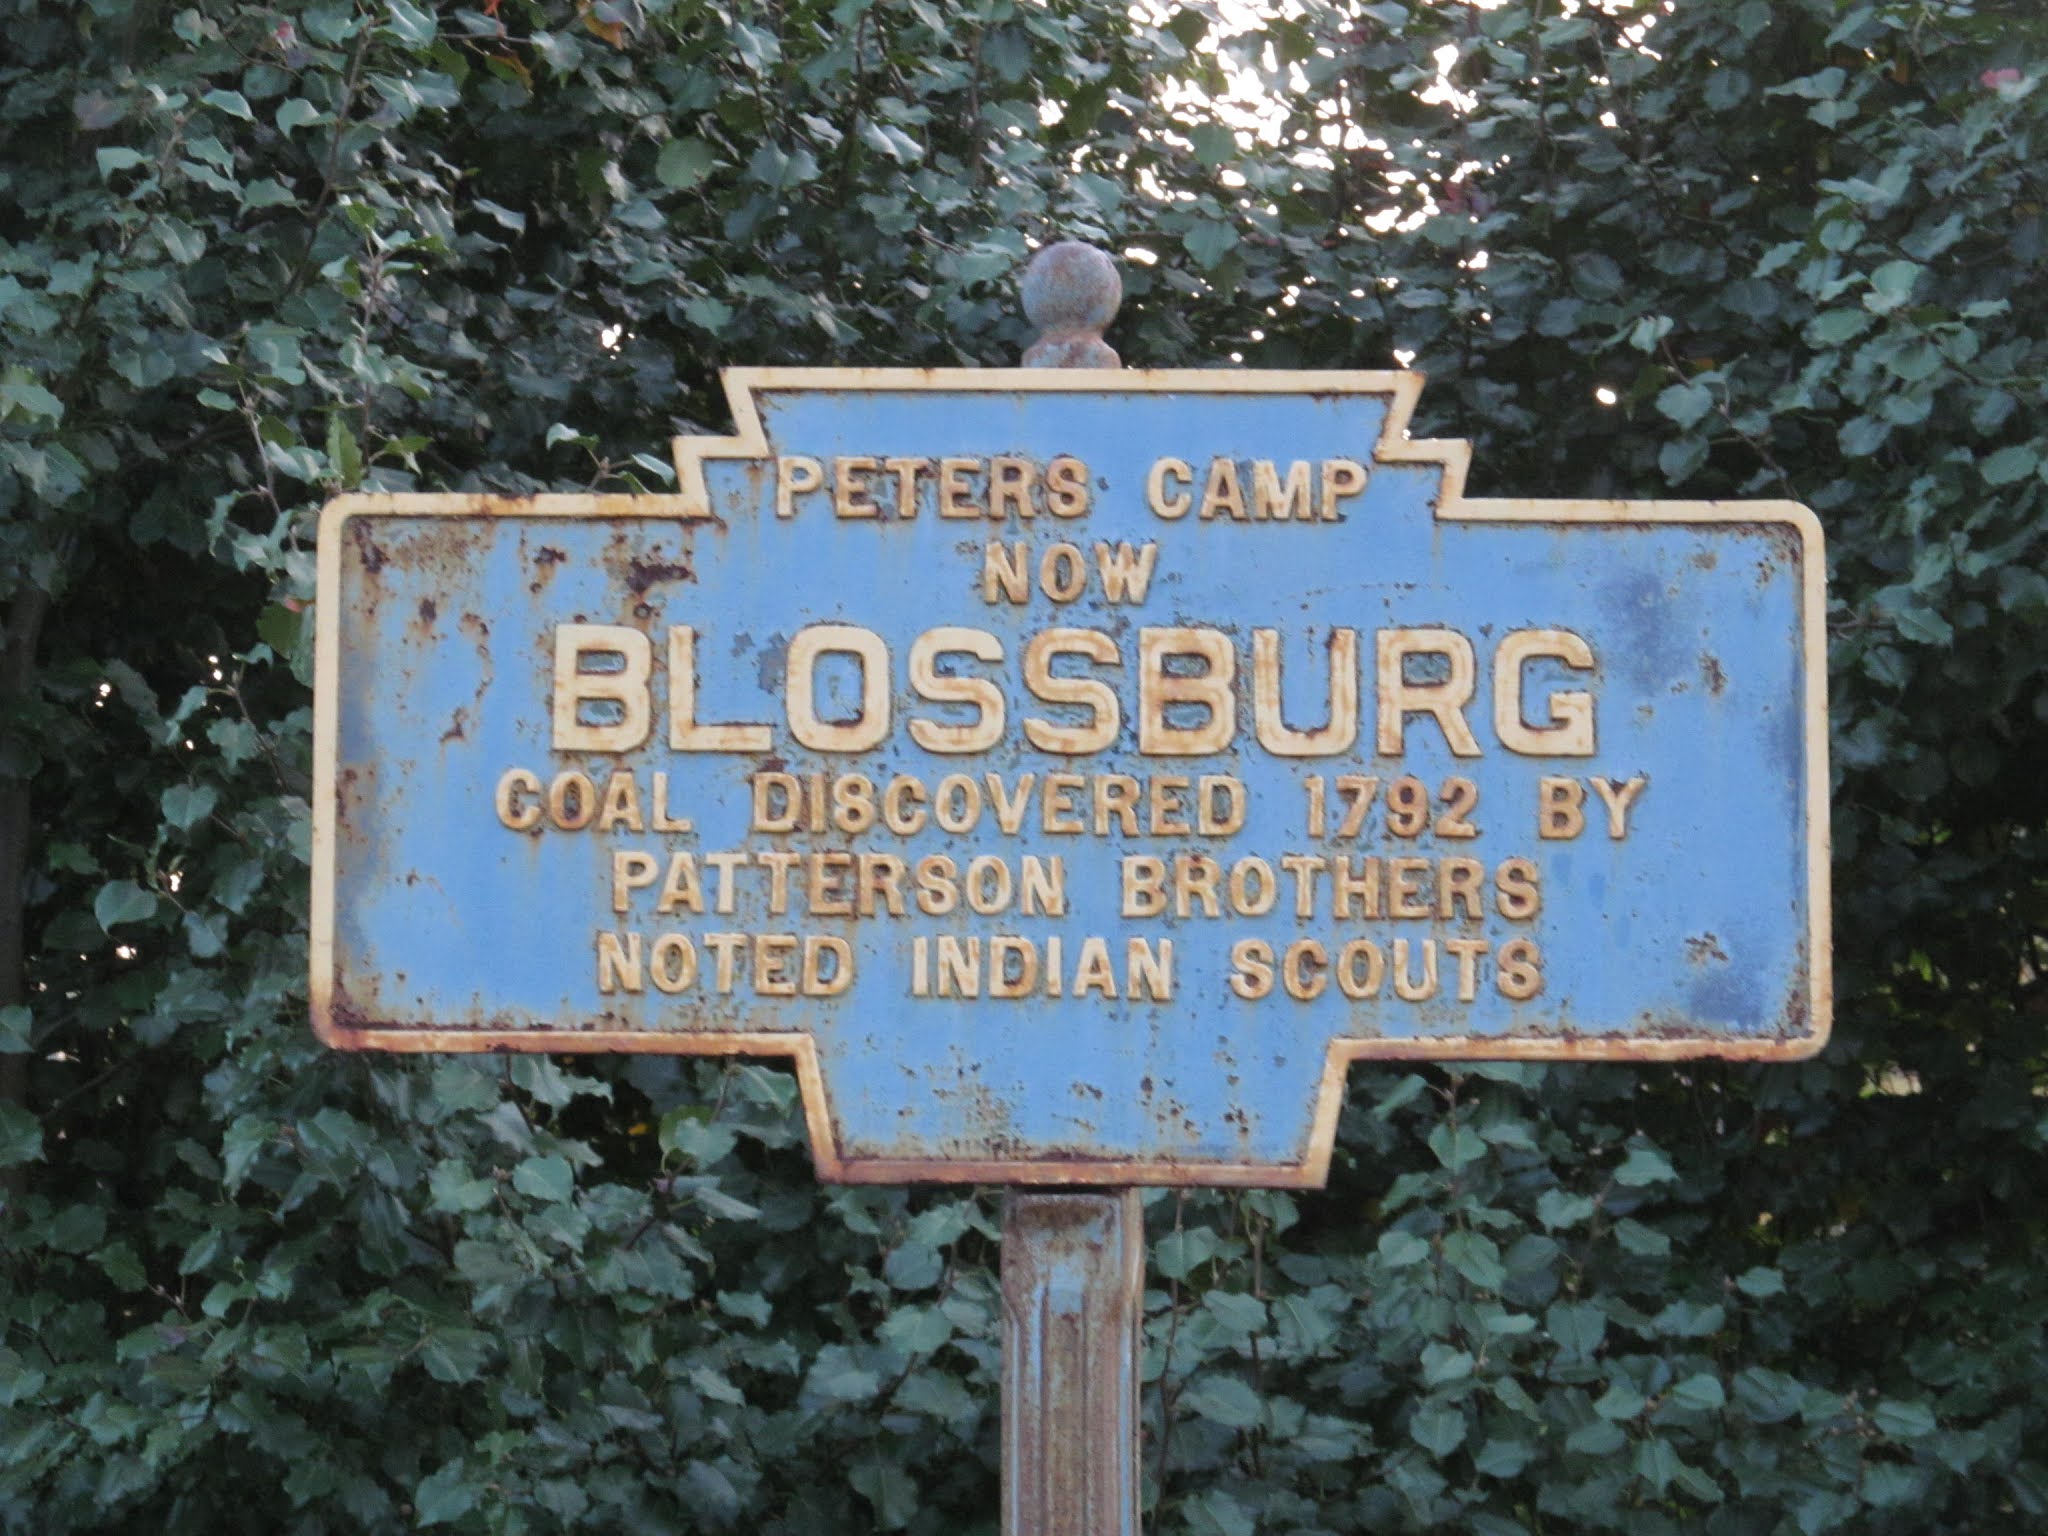 PETERS CAMP
NOW
BLOSSBURG
COAL DISCOVERED 1792 BY
PATTERSON BROTHERS
NOTED INDIAN SCOUTS